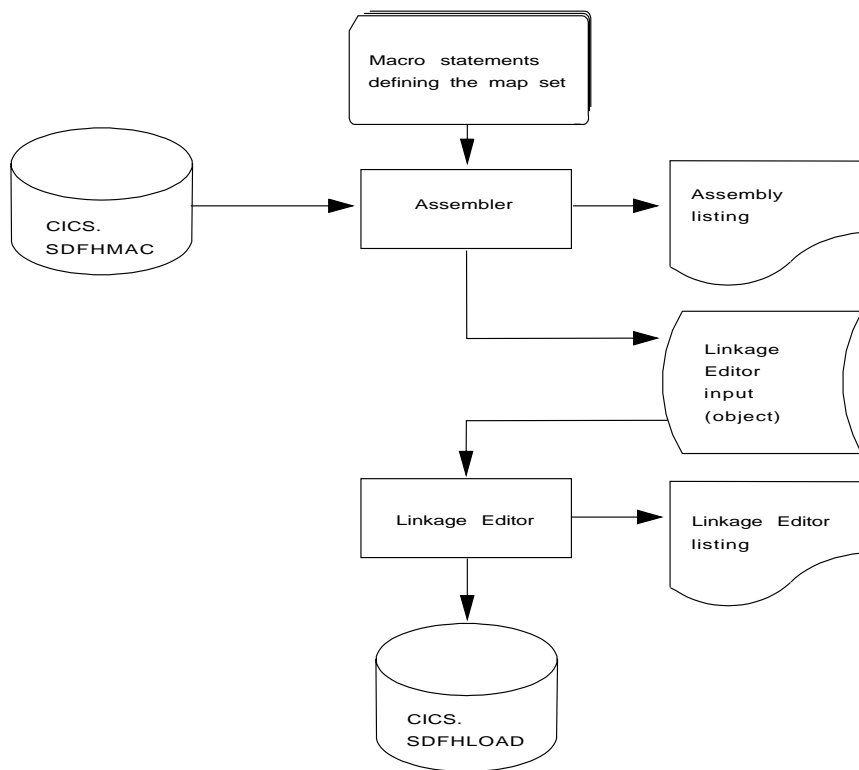 Macro statements
defining the map set
Assembler
Assembly
listing
CICS.
SDFHMAC
Linkage
Editor
input
(object)
Linkage Editor
Linkage Editor
listing
CICS.
SDFHLOAD